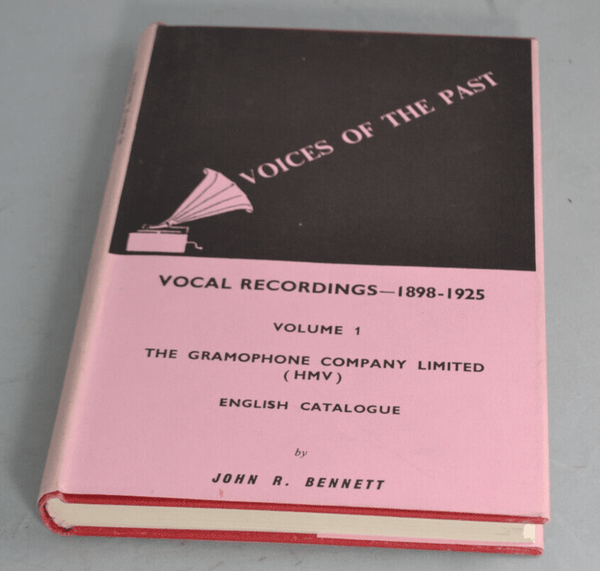 VOICES OF THE PAST
VOCAL RECORDINGS—1898-1925
VOLUME 1
THE GRAMOPHONE COMPANY LIMITED
(HMV)
ENGLISH CATALOGUE
by
JOHN R. BENNETT